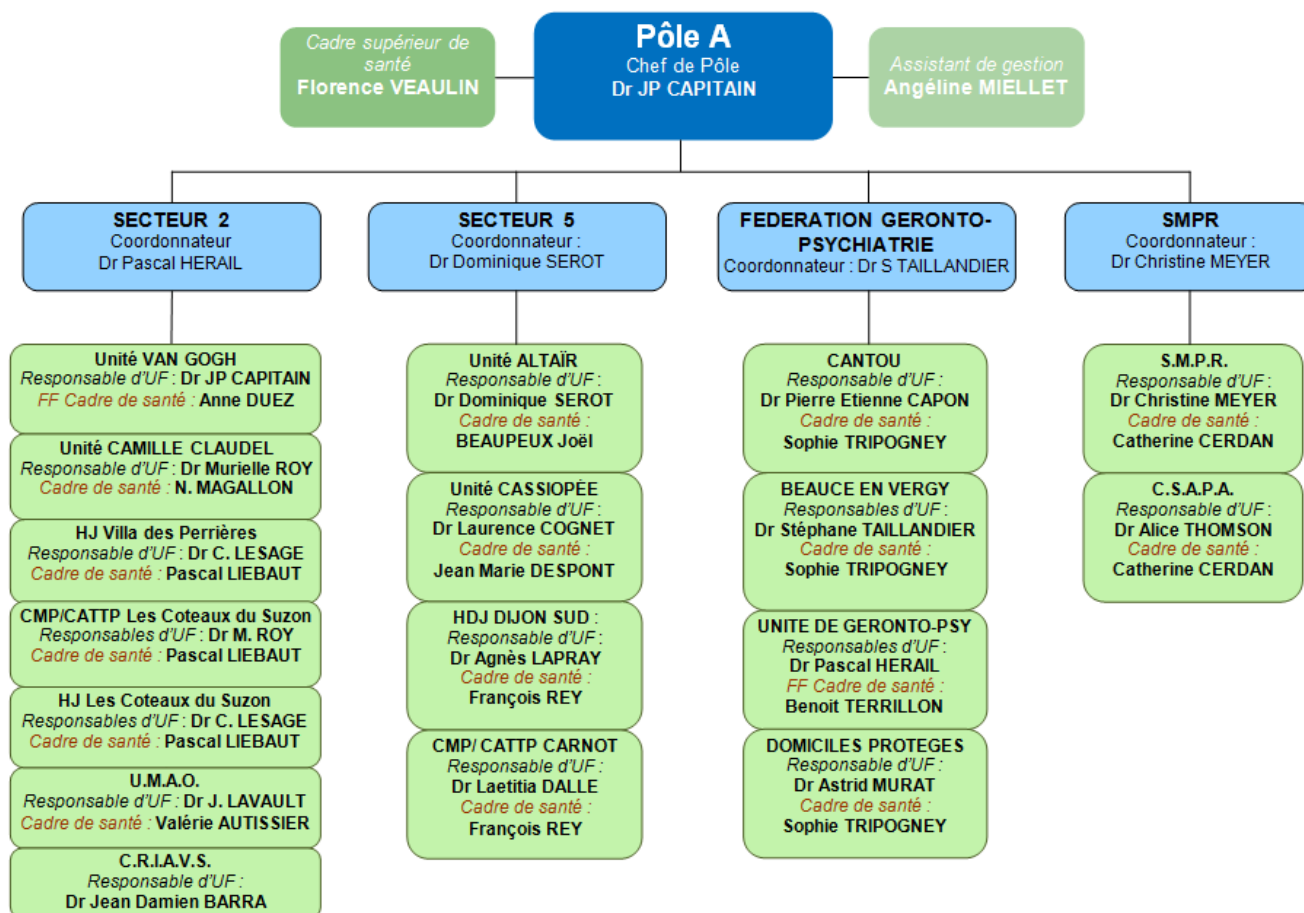 Cadre supérieur de
santé
Florence VEAULIN
Pôle A
Chef de Pôle
Dr JP CAPITAIN
Assistant de gestion
Angéline MIELLET
SECTEUR 2
Coordonnateur
Dr Pascal HERAIL
Unité VAN GOGH
Responsable d'UF : Dr JP CAPITAIN
FF Cadre de santé : Anne DUEZ
Unité CAMILLE CLAUDEL
Responsable d'UF : Dr Murielle ROY
Cadre de santé : N. MAGALLON
HJ Villa des Perrières
Responsable d'UF : Dr C. LESAGE
Cadre de santé : Pascal LIEBAUT
CMP/CATTP Les Coteaux du Suzon
Responsables d'UF : Dr M. ROY
Cadre de santé : Pascal LIEBAUT
HJ Les Coteaux du Suzon
Responsables d'UF : Dr C. LESAGE
Cadre de santé : Pascal LIEBAUT
U.M.A.O.
Responsable d'UF : Dr J. LAVAULT
Cadre de santé : Valérie AUTISSIER
C.R.I.A.V.S.
Responsable d'UF :
Dr Jean Damien BARRA
SECTEUR 5
Coordonnateur :
Dr Dominique SEROT
Unité ALTAÏR
Responsable d'UF :
Dr Dominique SEROT
Cadre de santé :
BEAUPEUX Joël
Unité CASSIOPÉE
Responsable d'UF :
Dr Laurence COGNET
Cadre de santé :
Jean Marie DESPONT
HDJ DIJON SUD :
Responsable d'UF :
Dr Agnès LAPRAY
Cadre de santé :
François REY
CMP/ CATTP CARNOT
Responsable d'UF :
Dr Laetitia DALLE
Cadre de santé :
François REY
FEDERATION GERONTO-
PSYCHIATRIE
Coordonnateur : Dr S TAILLANDIER
CANTOU
Responsable d'UF :
Dr Pierre Etienne CAPON
Cadre de santé :
Sophie TRIPOGNEY
BEAUCE EN VERGY
Responsables d'UF :
Dr Stéphane TAILLANDIER
Cadre de santé :
Sophie TRIPOGNEY
UNITE DE GERONTO-PSY
Responsables d'UF :
Dr Pascal HERAIL
FF Cadre de santé :
Benoit TERRILLON
DOMICILES PROTEGES
Responsable d'UF :
Dr Astrid MURAT
Cadre de santé :
Sophie TRIPOGNEY
SMPR
Coordonnateur :
Dr Christine MEYER
S.M.P.R.
Responsable d'UF :
Dr Christine MEYER
Cadre de santé :
Catherine CERDAN
C.S.A.P.A.
Responsable d'UF :
Dr Alice THOMSON
Cadre de santé :
Catherine CERDAN